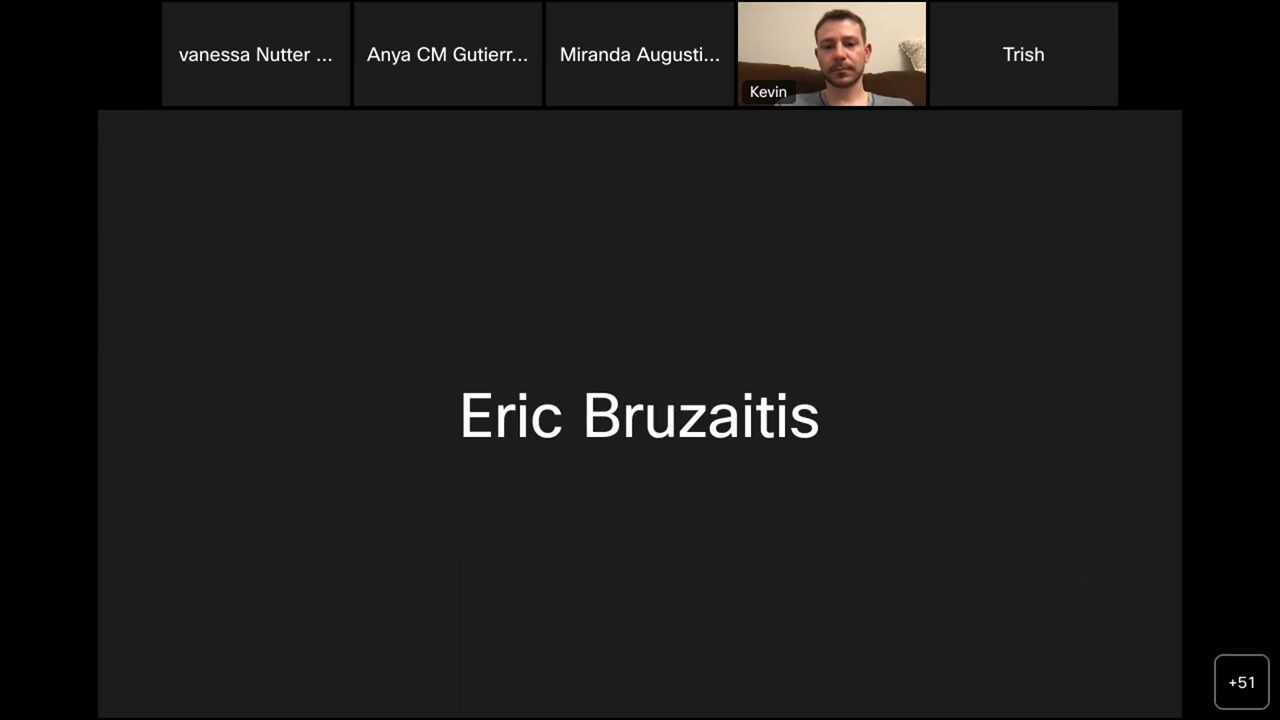 vanessa Nutter ...
Anya CM Gutierr...
Miranda Augusti...
Kevin
Trish
Eric Bruzaitis
+51